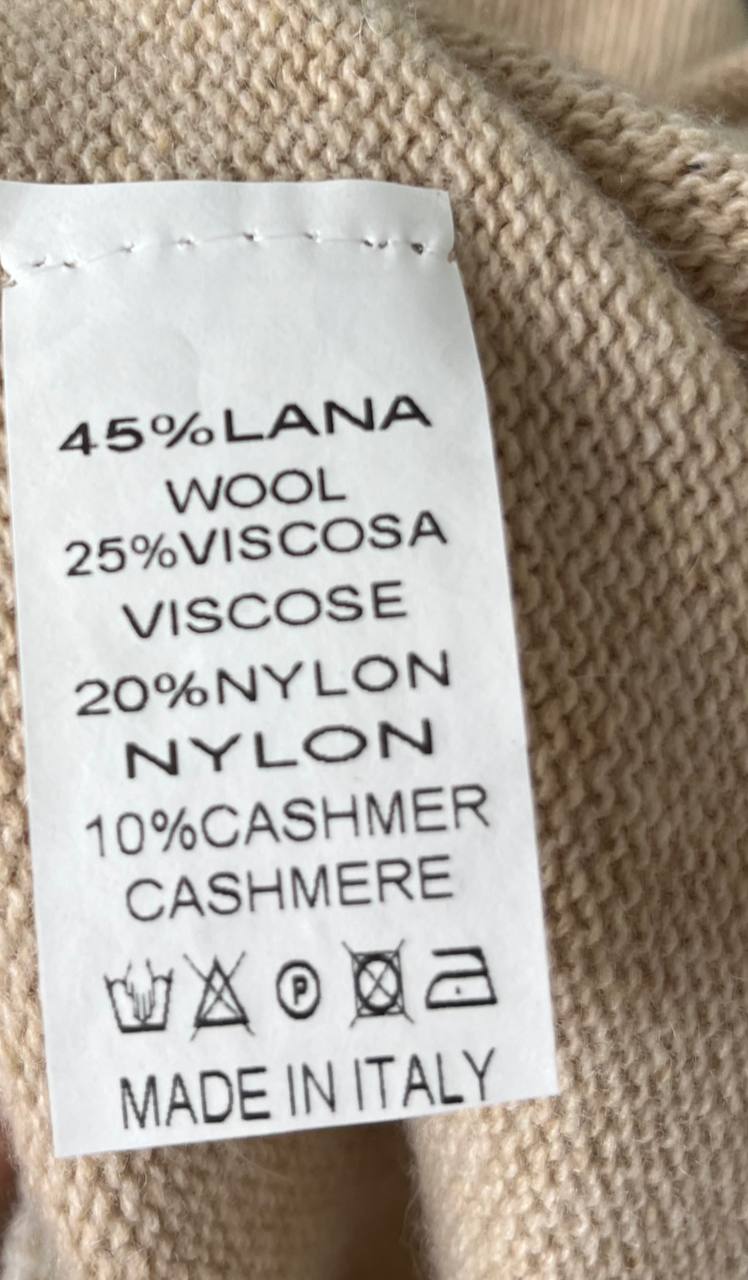 45%LANA
WOOL
25%VISCOSA
VISCOSE
20%NYLON
NYLON
10%CASHMER
CASHMERE
P
MADE IN ITALY